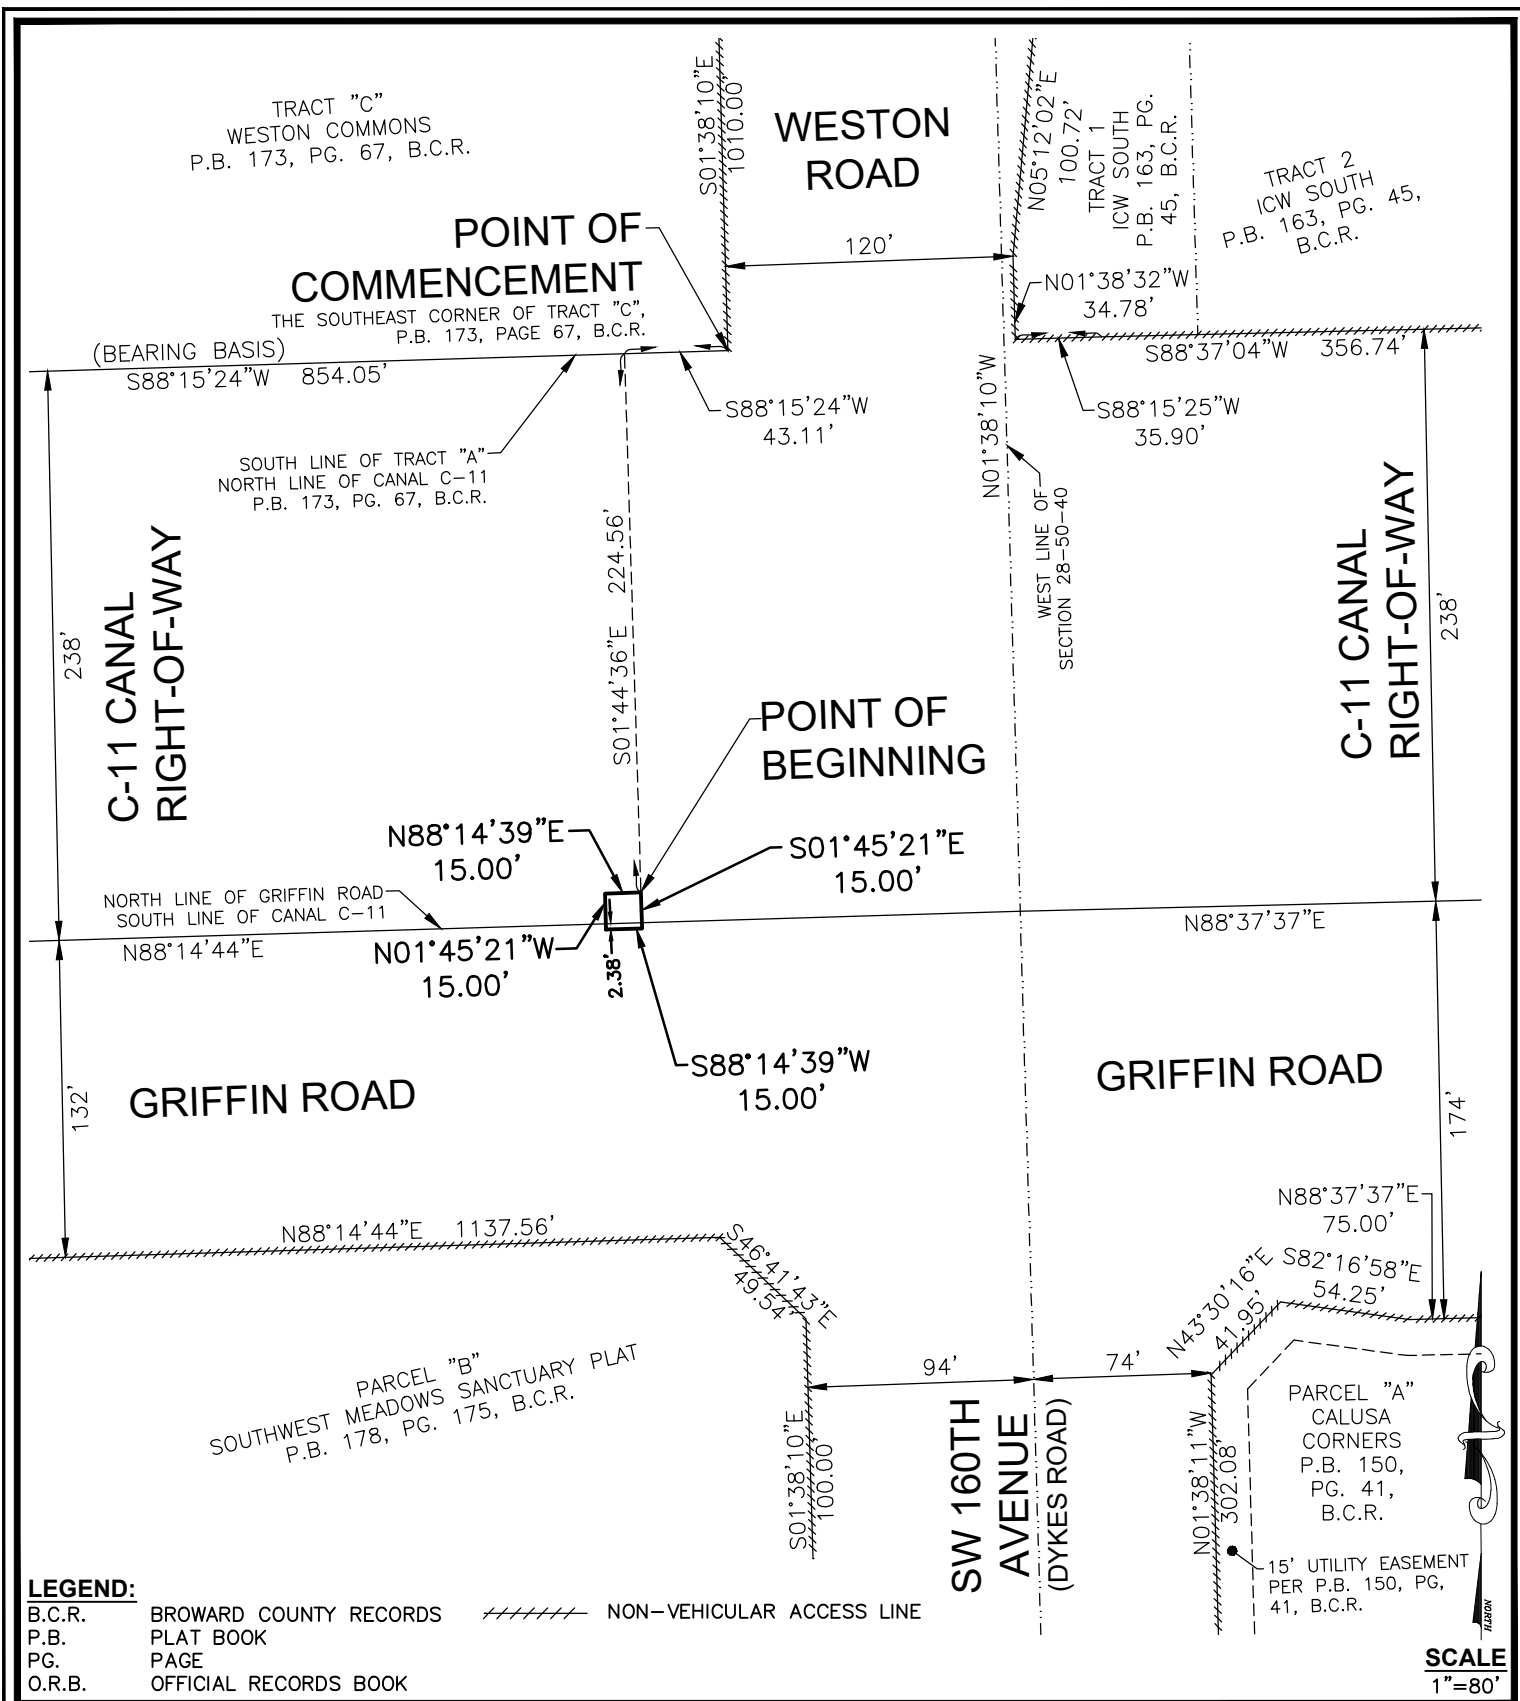 TRACT "C"
WESTON COMMONS
P.B. 173, PG. 67, B.C.R.
S01°38'10"E
1010.00'
WESTON
ROAD
N05°12'02"E
100.72'
TRACT 1
ICW SOUTH
P.B. 163, PG.
45, B.C.R.
TRACT 2
ICW SOUTH
P.B. 163, PG. 45,
B.C.R.
POINT OF
COMMENCEMENT
THE SOUTHEAST CORNER OF TRACT "C",
P.B. 173, PAGE 67, B.C.R.
120'
N01°38'32"W
34.78'
(BEARING BASIS)
S88°15'24"W 854.05'
S88°37'04"W 356.74'
S88°15'24"W
43.11'
N01°38'10"W
S88°15'25"W
35.90'
SOUTH LINE OF TRACT "A"
NORTH LINE OF CANAL C-11
P.B. 173, PG. 67, B.C.R.
WEST LINE OF
SECTION 28-50-40
238'
C-11 CANAL
RIGHT-OF-WAY
S01°44'36"E 224.56'
C-11 CANAL
RIGHT-OF-WAY
238'
POINT OF
BEGINNING
N88°14'39"E
15.00'
S01°45'21"E
15.00'
NORTH LINE OF GRIFFIN ROAD
SOUTH LINE OF CANAL C-11
N88°14'44"E
N01°45'21"W
15.00'
2.38'
N88°37'37"E
S88°14'39"W
15.00'
132'
GRIFFIN ROAD
GRIFFIN ROAD
174'
N88°14'44"E 1137.56'
S46°41'43"E
49.54'
N88°37'37"E
75.00'
N43°30'16"E
41.95'
S82°16'58"E
54.25'
PARCEL "B"
SOUTHWEST MEADOWS SANCTUARY PLAT
P.B. 178, PG. 175, B.C.R.
94'
74'
S01°38'10"E
100.00'
SW 160TH
AVENUE
(DYKES ROAD)
N01°38'11"W
302.08'
PARCEL "A"
CALUSA
CORNERS
P.B. 150,
PG. 41,
B.C.R.
15' UTILITY EASEMENT
PER P.B. 150, PG,
41, B.C.R.
NORTH
LEGEND:
B.C.R. BROWARD COUNTY RECORDS
NON-VEHICULAR ACCESS LINE
P.B. PLAT BOOK
PG. PAGE
O.R.B. OFFICIAL RECORDS BOOK
SCALE
1"=80'